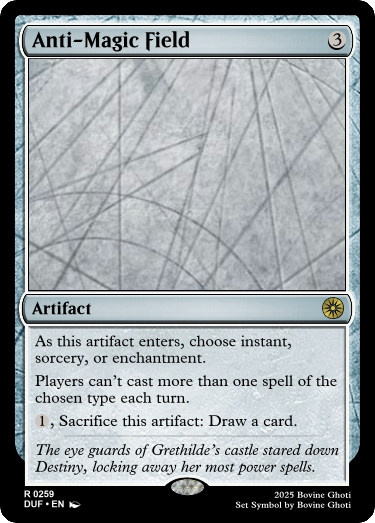 Anti-Magic Field 3
Artifact
As this artifact enters, choose instant,
sorcery, or enchantment.
Players can't cast more than one spell of the
chosen type each turn.
1, Sacrifice this artifact: Draw a card.
The eye guards of Grethilde's castle stared down
Destiny, locking away her most power spells.
R 0259
DUF • EN
2025 Bovine Ghoti
Set Symbol by Bovine Ghoti